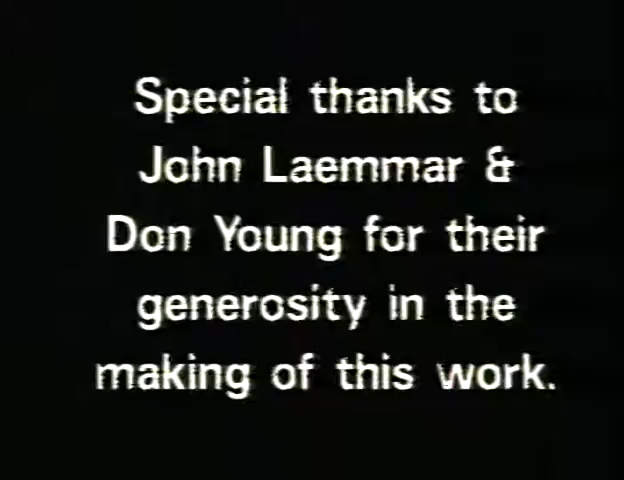 Special thanks to
John Laemmar &
Don Young for their
generosity in the
making of this work.